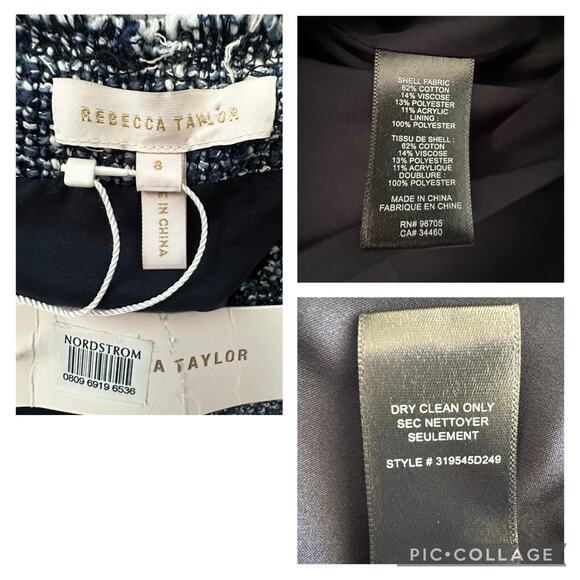 REBECCA TAYLOR
8
E IN CHINA
NORDSTROM
0809 6919 6536
A TAYLOR
SHELL FABRIC :
62% COTTON
14% VISCOSE
13% POLYESTER
11% ACRYLIC
LINING :
100% POLYESTER
TISSU DE SHELL :
62% COTON
14% VISCOSE
13% POLYESTER
11% ACRYLIQUE
DOUBLURE :
100% POLYESTER
MADE IN CHINA
FABRIQUE EN CHINE
RN# 96705
CA# 34460
DRY CLEAN ONLY
SEC NETTOYER
SEULEMENT
STYLE # 319545D249
PIC•COLLAGE